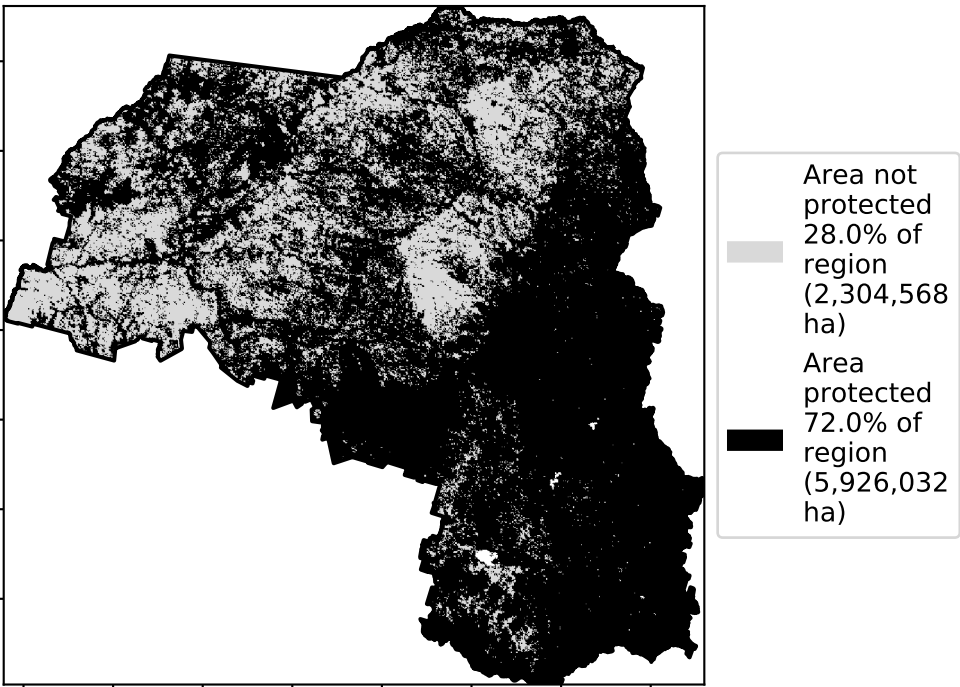 Area not
protected
28.0% of
region
(2,304,568
ha)
Area
protected
72.0% of
region
(5,926,032
ha)